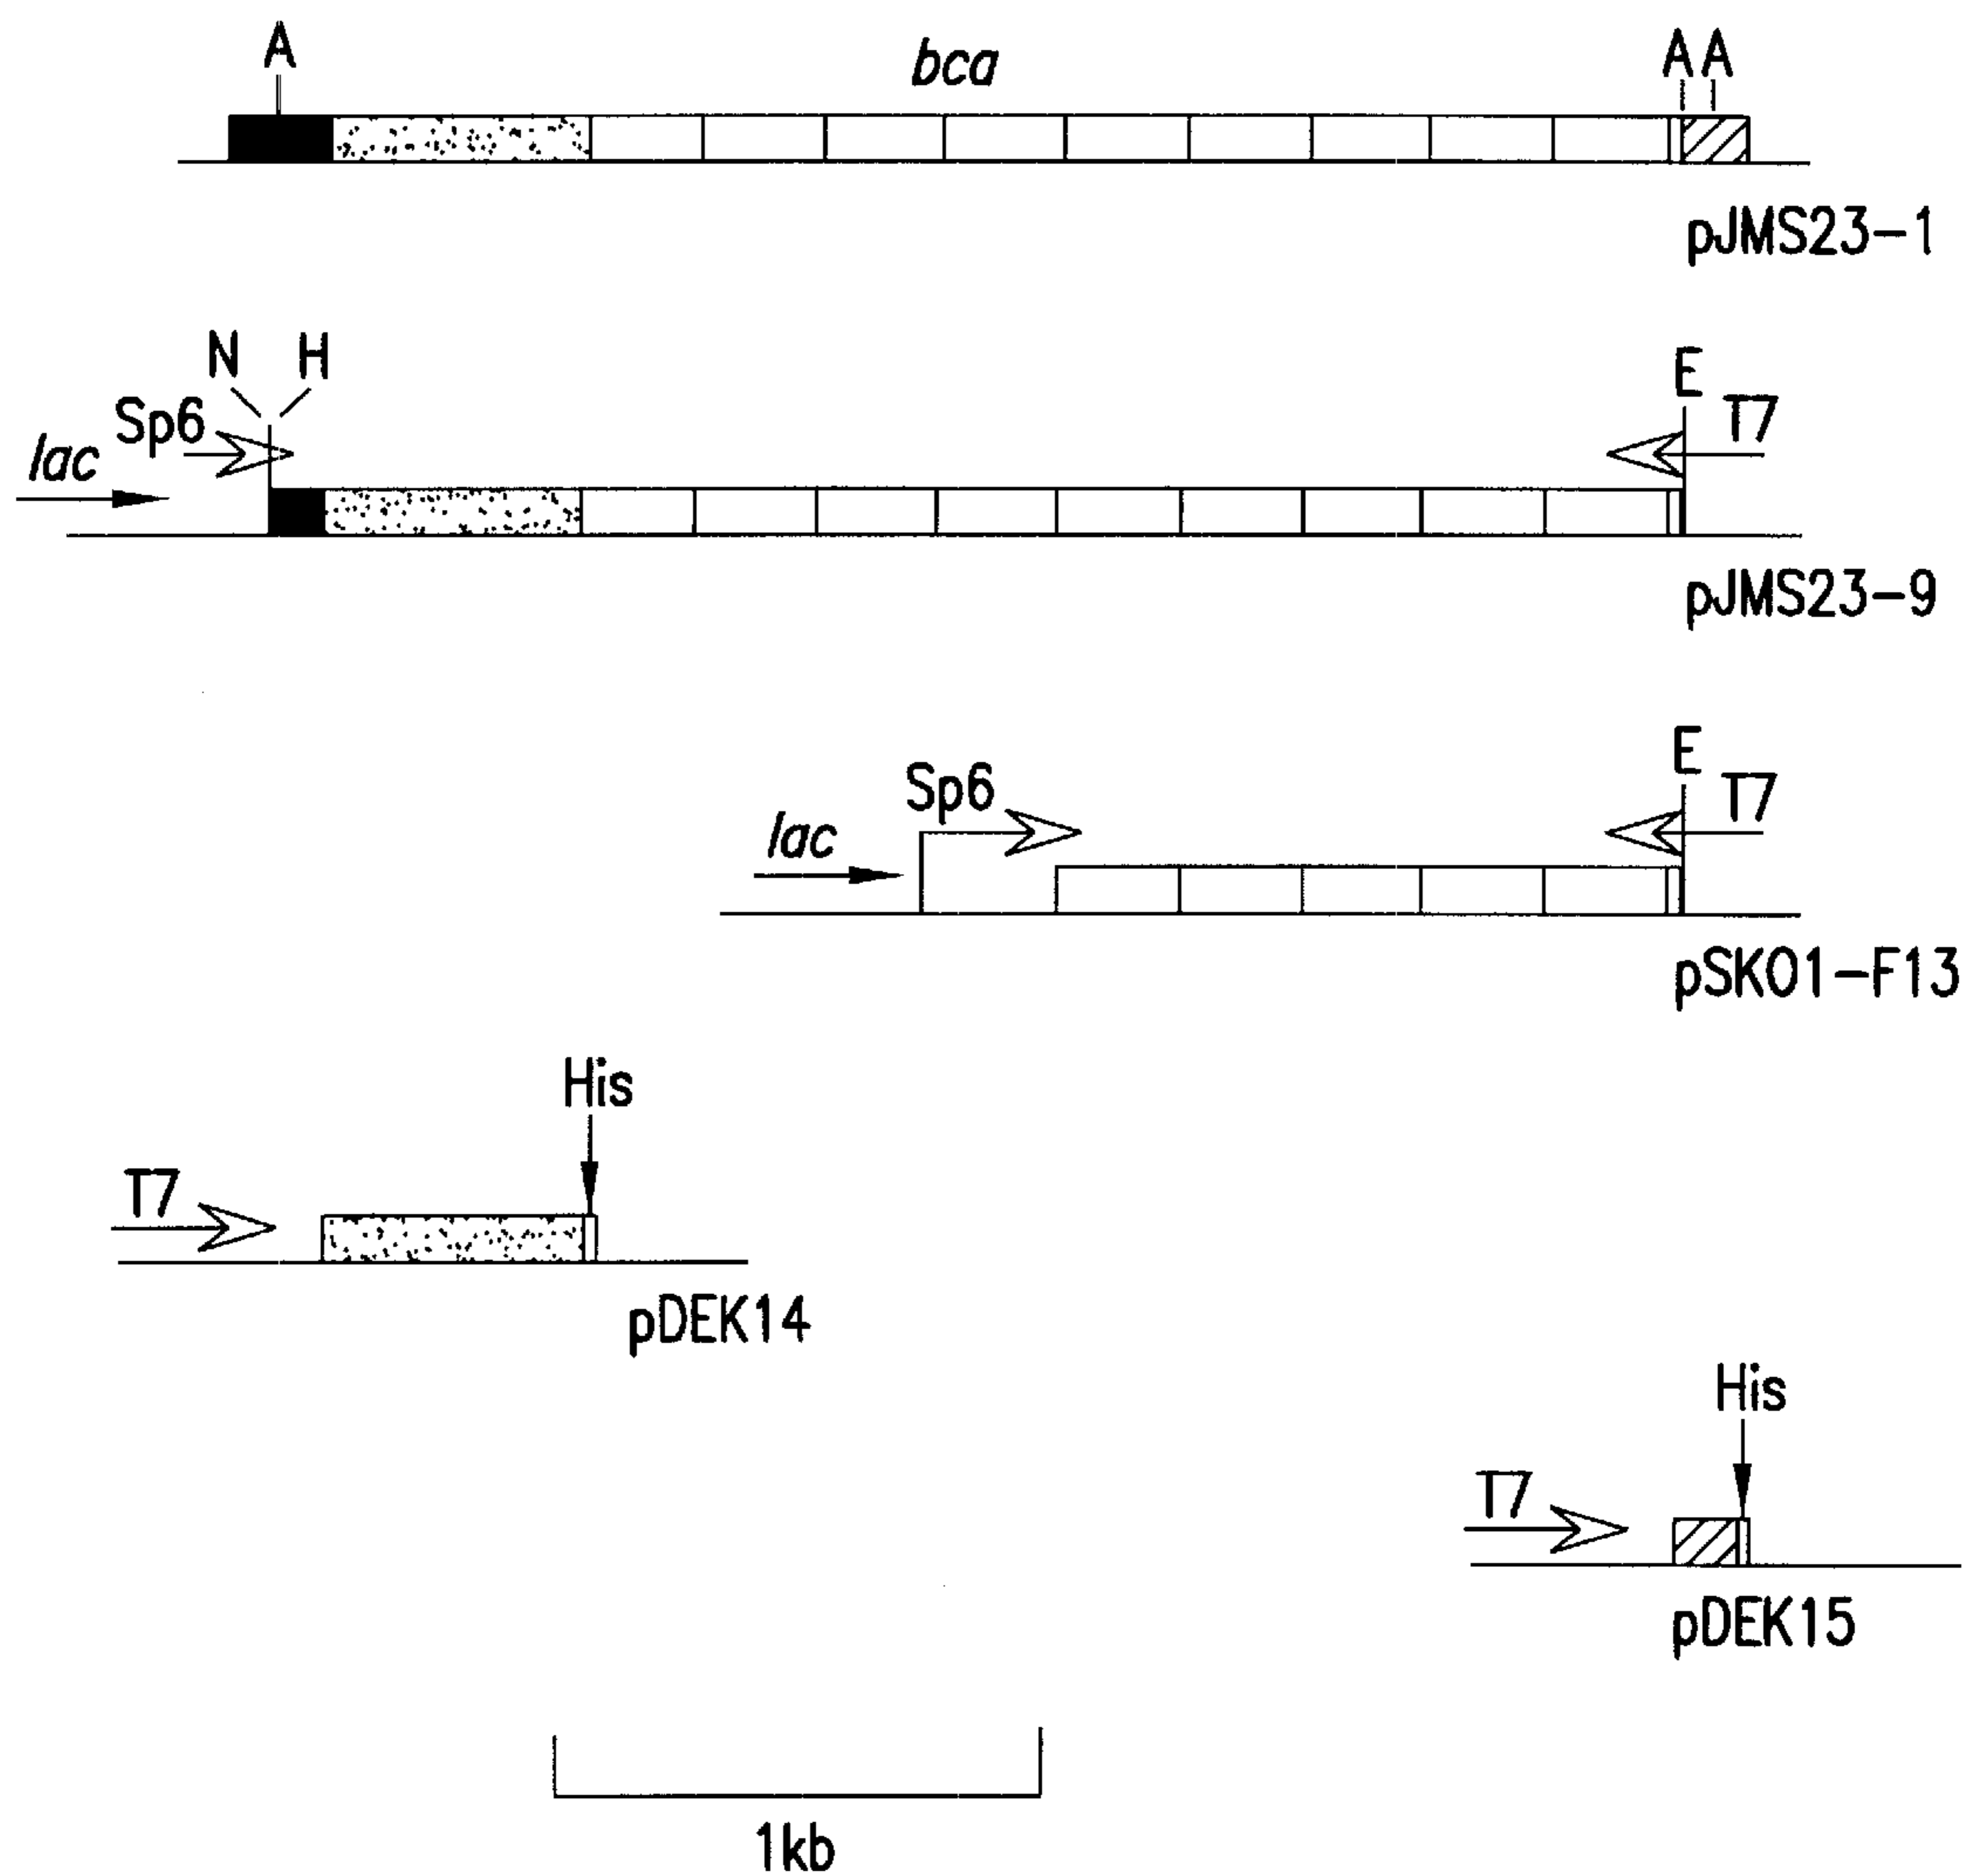 A bca A A
pJMS23-1
N H E
Sp6 T7
lac
pJMS23-9
E
Sp6 T7
lac
pSKO1-F13
His
T7
pDEK14
His
T7
pDEK15
1kb